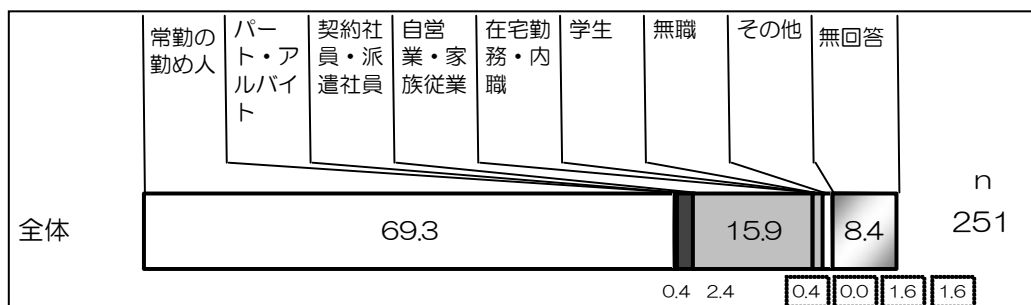 常勤の
勤め人
パー
ト・ア
ルバイ
ト
契約社
員・派
遣社員
自営
業・家
族従業
在宅勤
務・内
職
学生
無職
その他
無回答
n
全体
69.3
15.9
8.4
251
0.4 2.4 0.4 0.0 1.6 1.6